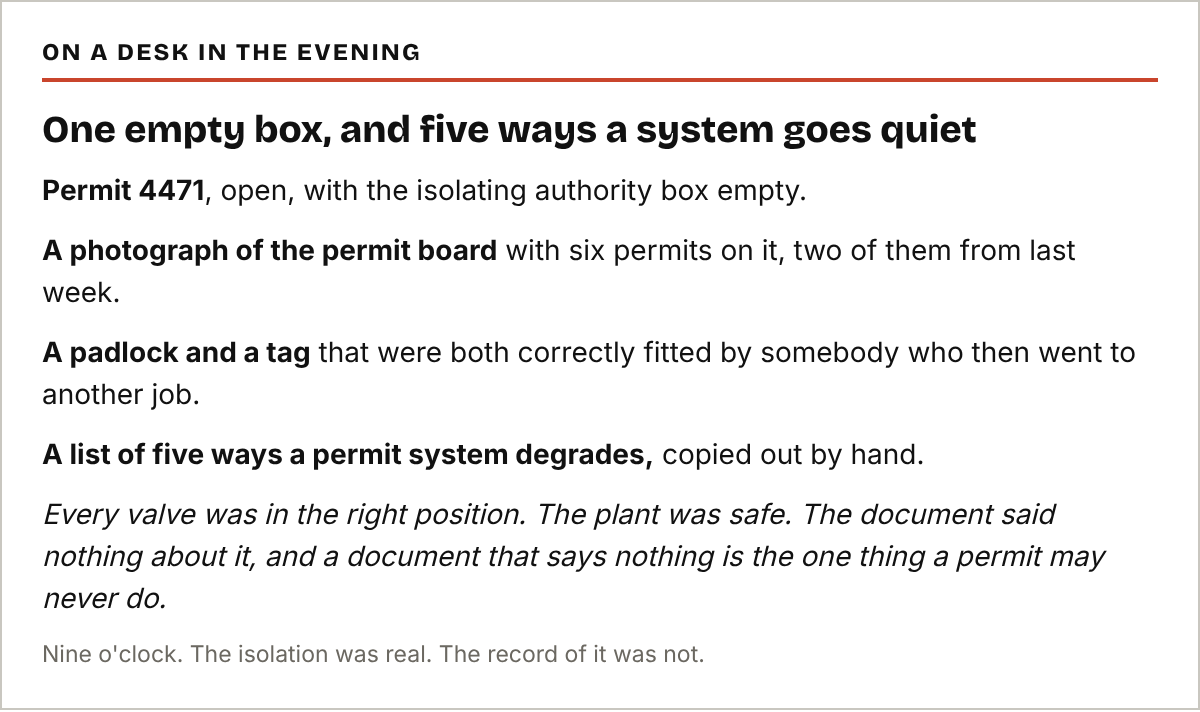 ON A DESK IN THE EVENING
One empty box, and five ways a system goes quiet
Permit 4471, open, with the isolating authority box empty.
A photograph of the permit board with six permits on it, two of them from last
week.
A padlock and a tag that were both correctly fitted by somebody who then went to
another job.
A list of five ways a permit system degrades, copied out by hand.
Every valve was in the right position. The plant was safe. The document said
nothing about it, and a document that says nothing is the one thing a permit may
never do.
Nine o'clock. The isolation was real. The record of it was not.